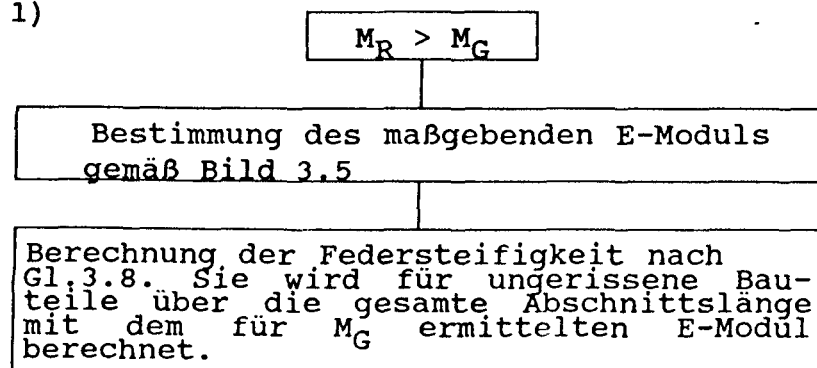 1)
M_R > M_G
Bestimmung des maßgebenden E-Moduls
gemäß Bild 3.5
Berechnung der Federsteifigkeit nach
Gl.3.8. Sie wird für ungerissene Bau-
teile über die gesamte Abschnittslänge
mit dem für M_G ermittelten E-Modul
berechnet.